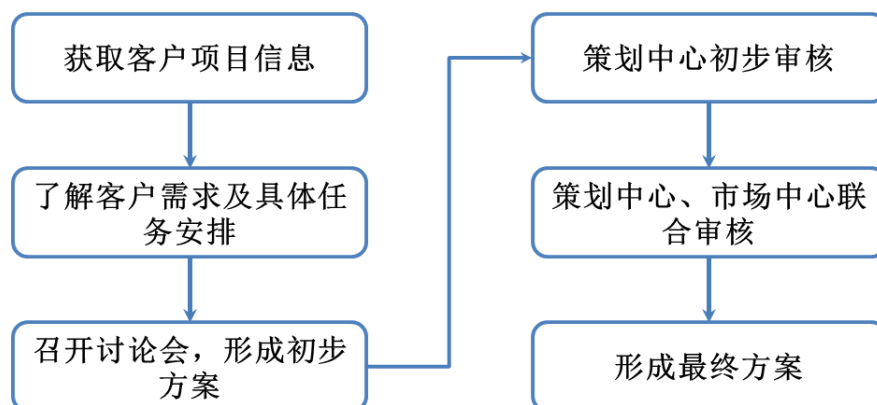 获取客户项目信息
了解客户需求及具体任
务安排
召开讨论会，形成初步
方案
策划中心初步审核
策划中心、市场中心联
合审核
形成最终方案